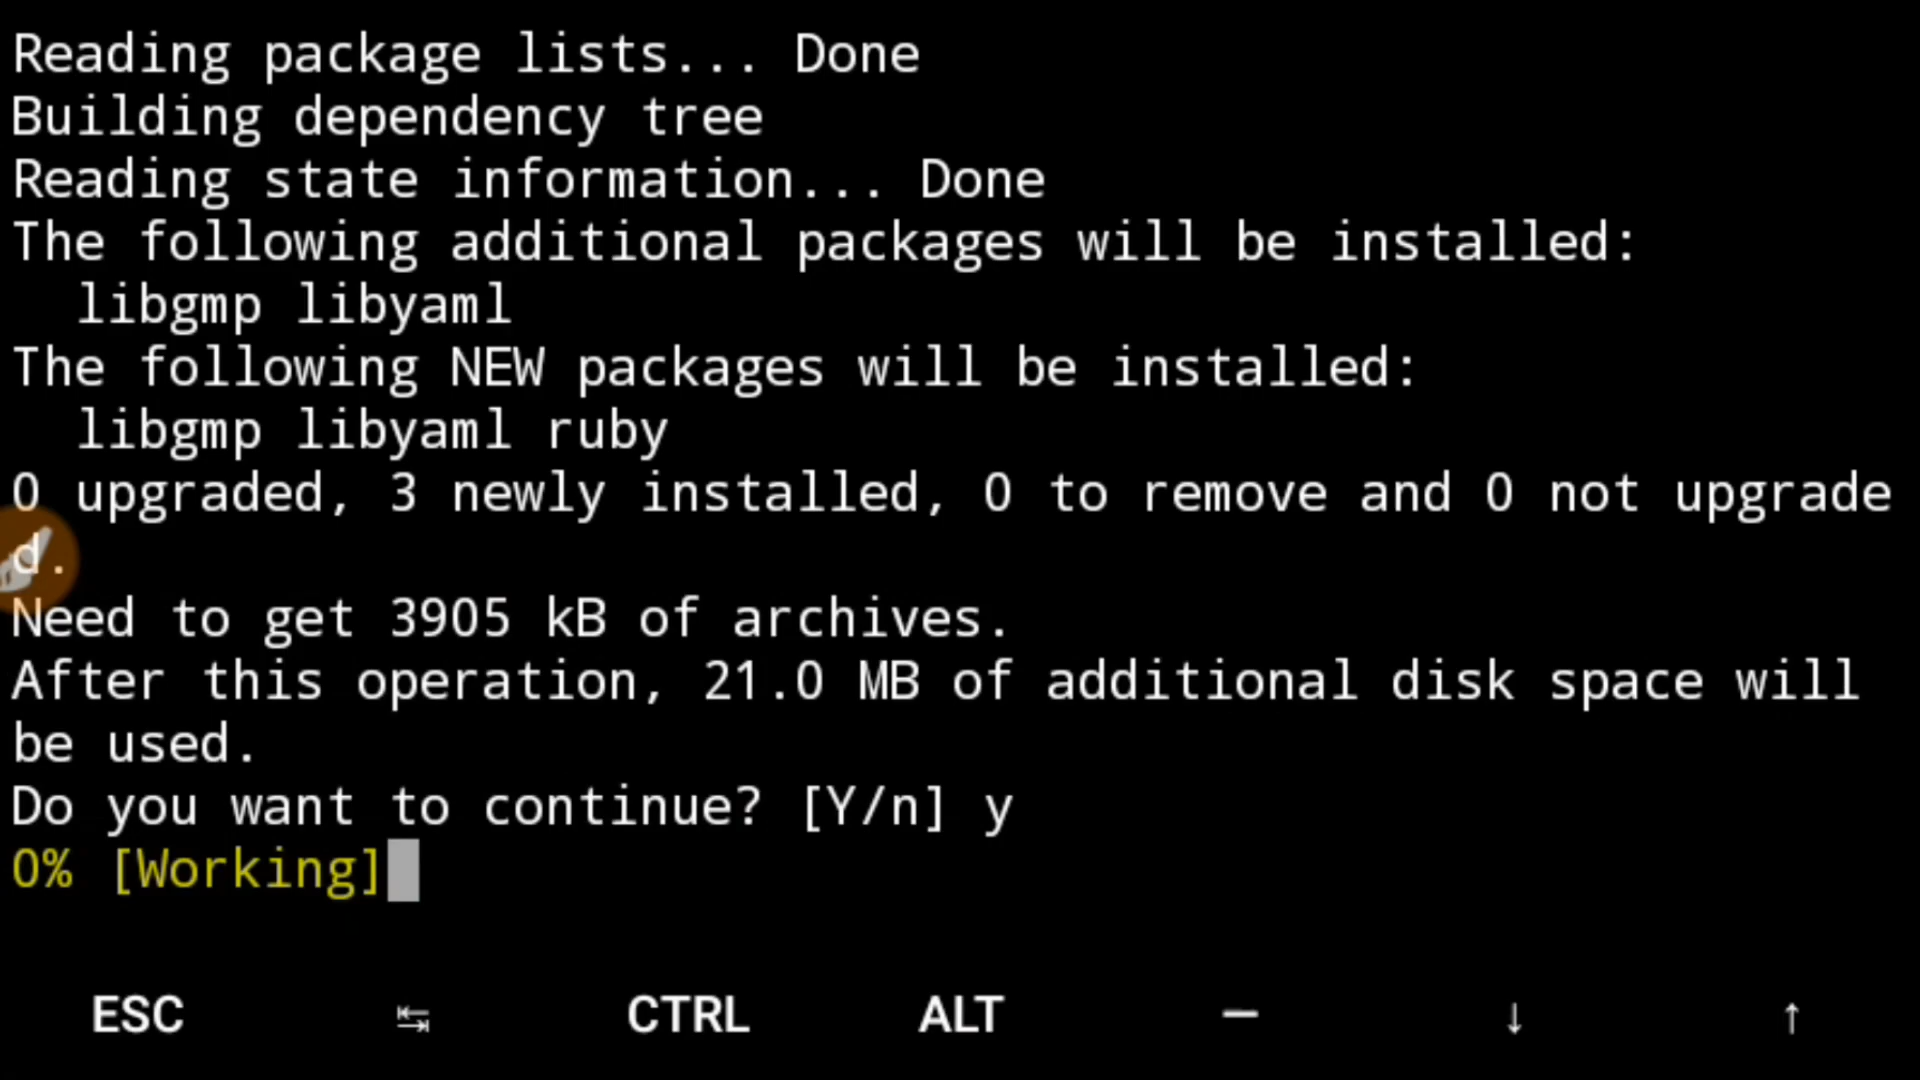 Reading package lists... Done
Building dependency tree
Reading state information... Done
The following additional packages will be installed:
  libgmp libyaml
The following NEW packages will be installed:
  libgmp libyaml ruby
0 upgraded, 3 newly installed, 0 to remove and 0 not upgrade
d.
Need to get 3905 kB of archives.
After this operation, 21.0 MB of additional disk space will
be used.
Do you want to continue? [Y/n] y
0% [Working]
ESC ↹ CTRL ALT — ↓ ↑